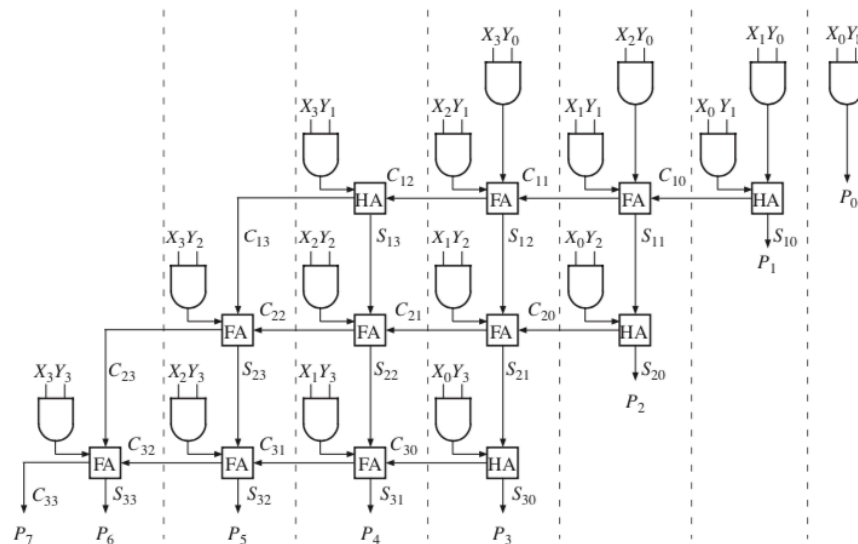 X₃Y₀ X₂Y₀ X₁Y₀ X₀Y₀
X₃Y₁ X₂Y₁ X₁Y₁ X₀ Y₁
C₁₂ C₁₁ C₁₀
HA FA FA HA P₀
C₁₃ S₁₃ S₁₂ S₁₁ S₁₀
X₃Y₂ X₂Y₂ X₁Y₂ X₀Y₂ P₁
C₂₂ C₂₁ C₂₀
FA FA FA HA
C₂₃ S₂₃ S₂₂ S₂₁ S₂₀
X₃Y₃ X₂Y₃ X₁Y₃ X₀Y₃ P₂
C₃₂ C₃₁ C₃₀
FA FA FA HA
C₃₃ S₃₃ S₃₂ S₃₁ S₃₀
P₇ P₆ P₅ P₄ P₃